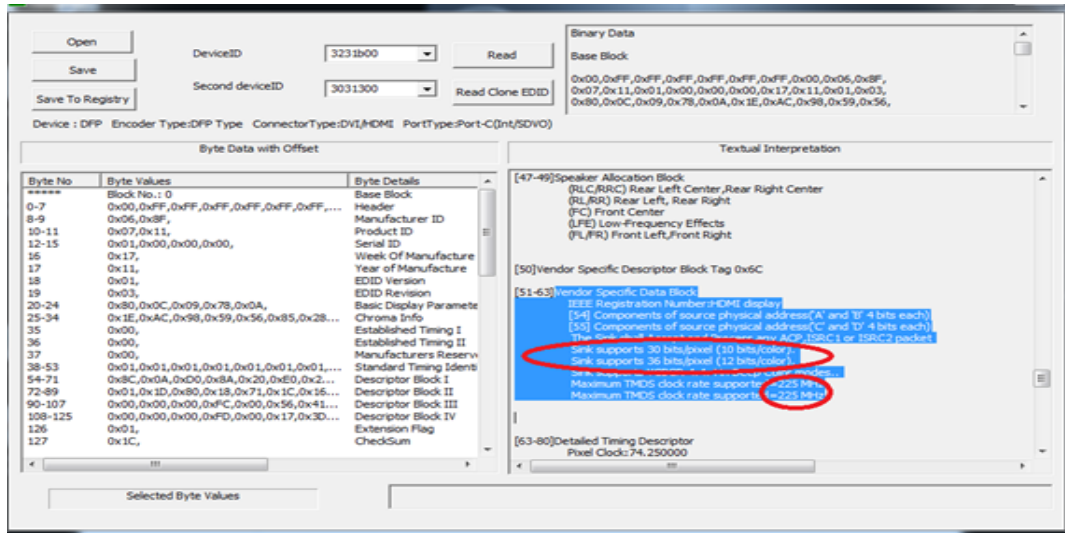 Open
Save
Save To Registry
DeviceID
3231b00
Read
Second deviceID
3031300
Read Clone EDID
Binary Data
Base Block
0x00,0xFF,0xFF,0xFF,0xFF,0xFF,0xFF,0x00,0x06,0x8F,
0x07,0x11,0x01,0x00,0x00,0x00,0x17,0x11,0x01,0x03,
0x80,0x0C,0x09,0x78,0x0A,0x1E,0xAC,0x98,0x59,0x56,
Device : DFP Encoder Type:DFP Type ConnectorType:DVI/HDMI PortType:Port-C(Int/SDVO)
Byte Data with Offset
Byte No Byte Values Byte Details
***** Block No.: 0 Base Block
0-7 0x00,0xFF,0xFF,0xFF,0xFF,0xFF,... Header
8-9 0x06,0x8F, Manufacturer ID
10-11 0x07,0x11, Product ID
12-15 0x01,0x00,0x00,0x00, Serial ID
16 0x17, Week Of Manufacture
17 0x11, Year of Manufacture
18 0x01, EDID Version
19 0x03, EDID Revision
20-24 0x80,0x0C,0x09,0x78,0x0A, Basic Display Paramete
25-34 0x1E,0xAC,0x98,0x59,0x56,0x85,0x28... Chroma Info
35 0x00, Established Timing I
36 0x00, Established Timing II
37 0x00, Manufacturers Reserv
38-53 0x01,0x01,0x01,0x01,0x01,0x01,0x01,... Standard Timing Identi
54-71 0x8C,0x0A,0xD0,0x8A,0x20,0xE0,0x2... Descriptor Block I
72-89 0x01,0x1D,0x80,0x18,0x71,0x1C,0x16... Descriptor Block II
90-107 0x00,0x00,0x00,0xFC,0x00,0x56,0x41... Descriptor Block III
108-125 0x00,0x00,0x00,0xFD,0x00,0x17,0x3D... Descriptor Block IV
126 0x01, Extension Flag
127 0x1C, CheckSum
Textual Interpretation
[47-49]Speaker Allocation Block
(RLC/RRC) Rear Left Center,Rear Right Center
(RL/RR) Rear Left, Rear Right
(FC) Front Center
(LFE) Low-Frequency Effects
(FL/FR) Front Left,Front Right
[50]Vendor Specific Descriptor Block Tag 0x6C
[51-63]Vendor Specific Data Block
IEEE Registration Number:HDMI display
[54] Components of source physical address('A' and 'B' 4 bits each)
[55] Components of source physical address('C' and 'D' 4 bits each)
The Sink shall ACP,ISRC1 or ISRC2 packet
Sink supports 30 bits/pixel (10 bits/color).
Sink supports 36 bits/pixel (12 bits/color).
Sink modes..
Maximum TMDS clock rate supported=225 MHz
Maximum TMDS clock rate supported=225 MHz
[63-80]Detailed Timing Descriptor
Pixel Clock:74.250000
Selected Byte Values